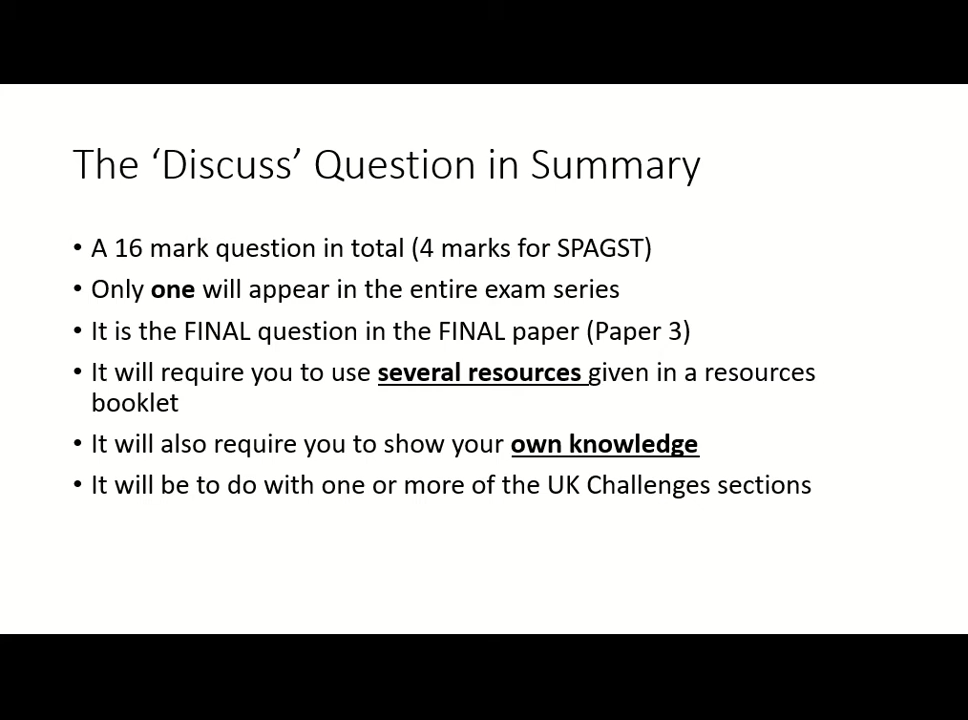 The ‘Discuss’ Question in Summary
• A 16 mark question in total (4 marks for SPAGST)
• Only one will appear in the entire exam series
• It is the FINAL question in the FINAL paper (Paper 3)
• It will require you to use several resources given in a resources
booklet
• It will also require you to show your own knowledge
• It will be to do with one or more of the UK Challenges sections